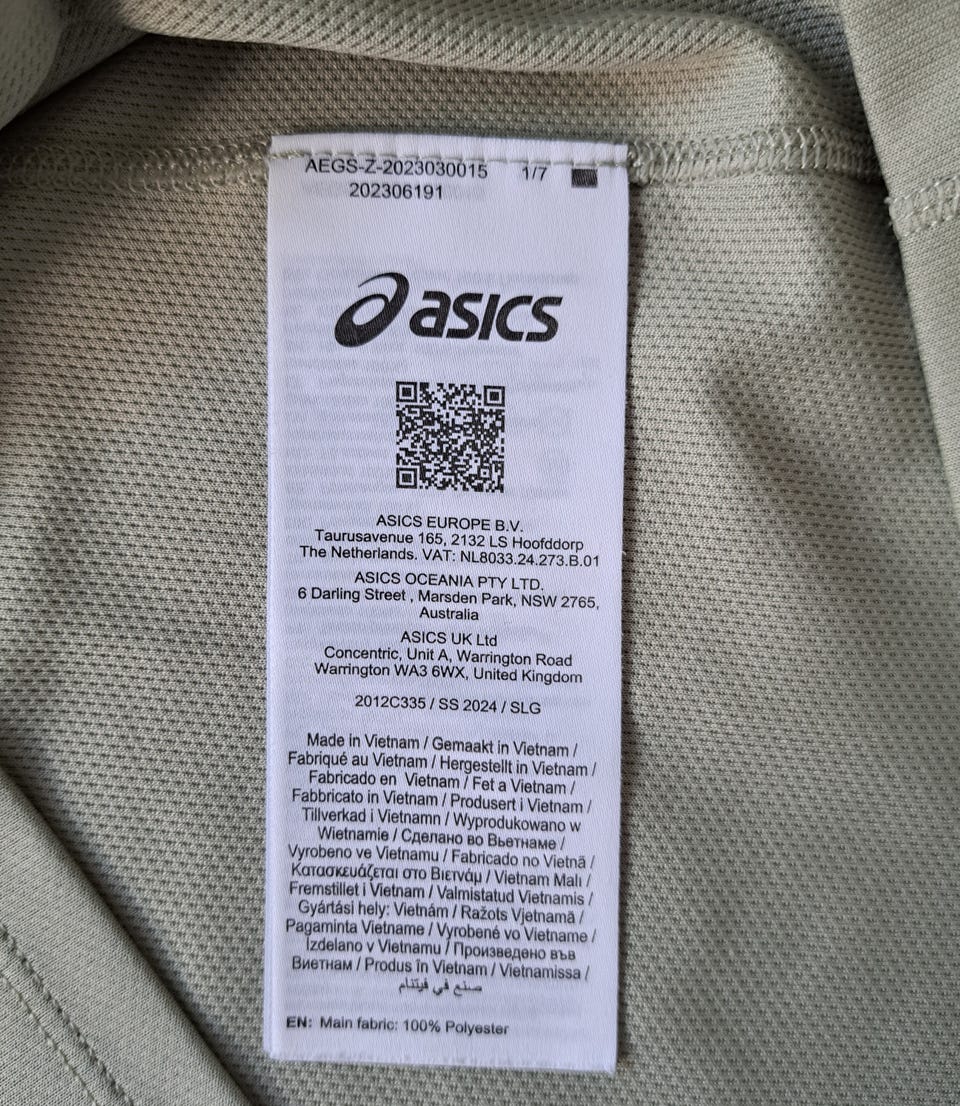 AEGS-Z-2023030015 1/7
202306191
asics
ASICS EUROPE B.V.
Taurusavenue 165, 2132 LS Hoofddorp
The Netherlands. VAT: NL8033.24.273.B.01
ASICS OCEANIA PTY LTD.
6 Darling Street , Marsden Park, NSW 2765,
Australia
ASICS UK Ltd
Concentric, Unit A, Warrington Road
Warrington WA3 6WX, United Kingdom
2012C335 / SS 2024 / SLG
Made in Vietnam / Gemaakt in Vietnam /
Fabriqué au Vietnam / Hergestellt in Vietnam /
Fabricado en Vietnam / Fet a Vietnam /
Fabbricato in Vietnam / Produsert i Vietnam /
Tillverkad i Vietnamn / Wyprodukowano w
Wietnamie / Сделано во Вьетнаме /
Vyrobeno ve Vietnamu / Fabricado no Vietnã /
Κατασκευάζεται στο Βιετνάμ / Vietnam Malı /
Fremstillet i Vietnam / Valmistatud Vietnamis /
Gyártási hely: Vietnám / Ražots Vjetnamā /
Pagaminta Vietname / Vyrobené vo Vietname /
Izdelano v Vietnamu / Произведено във
Виетнам / Produs în Vietnam / Vietnamissa /
صنع في فيتنام
EN: Main fabric: 100% Polyester